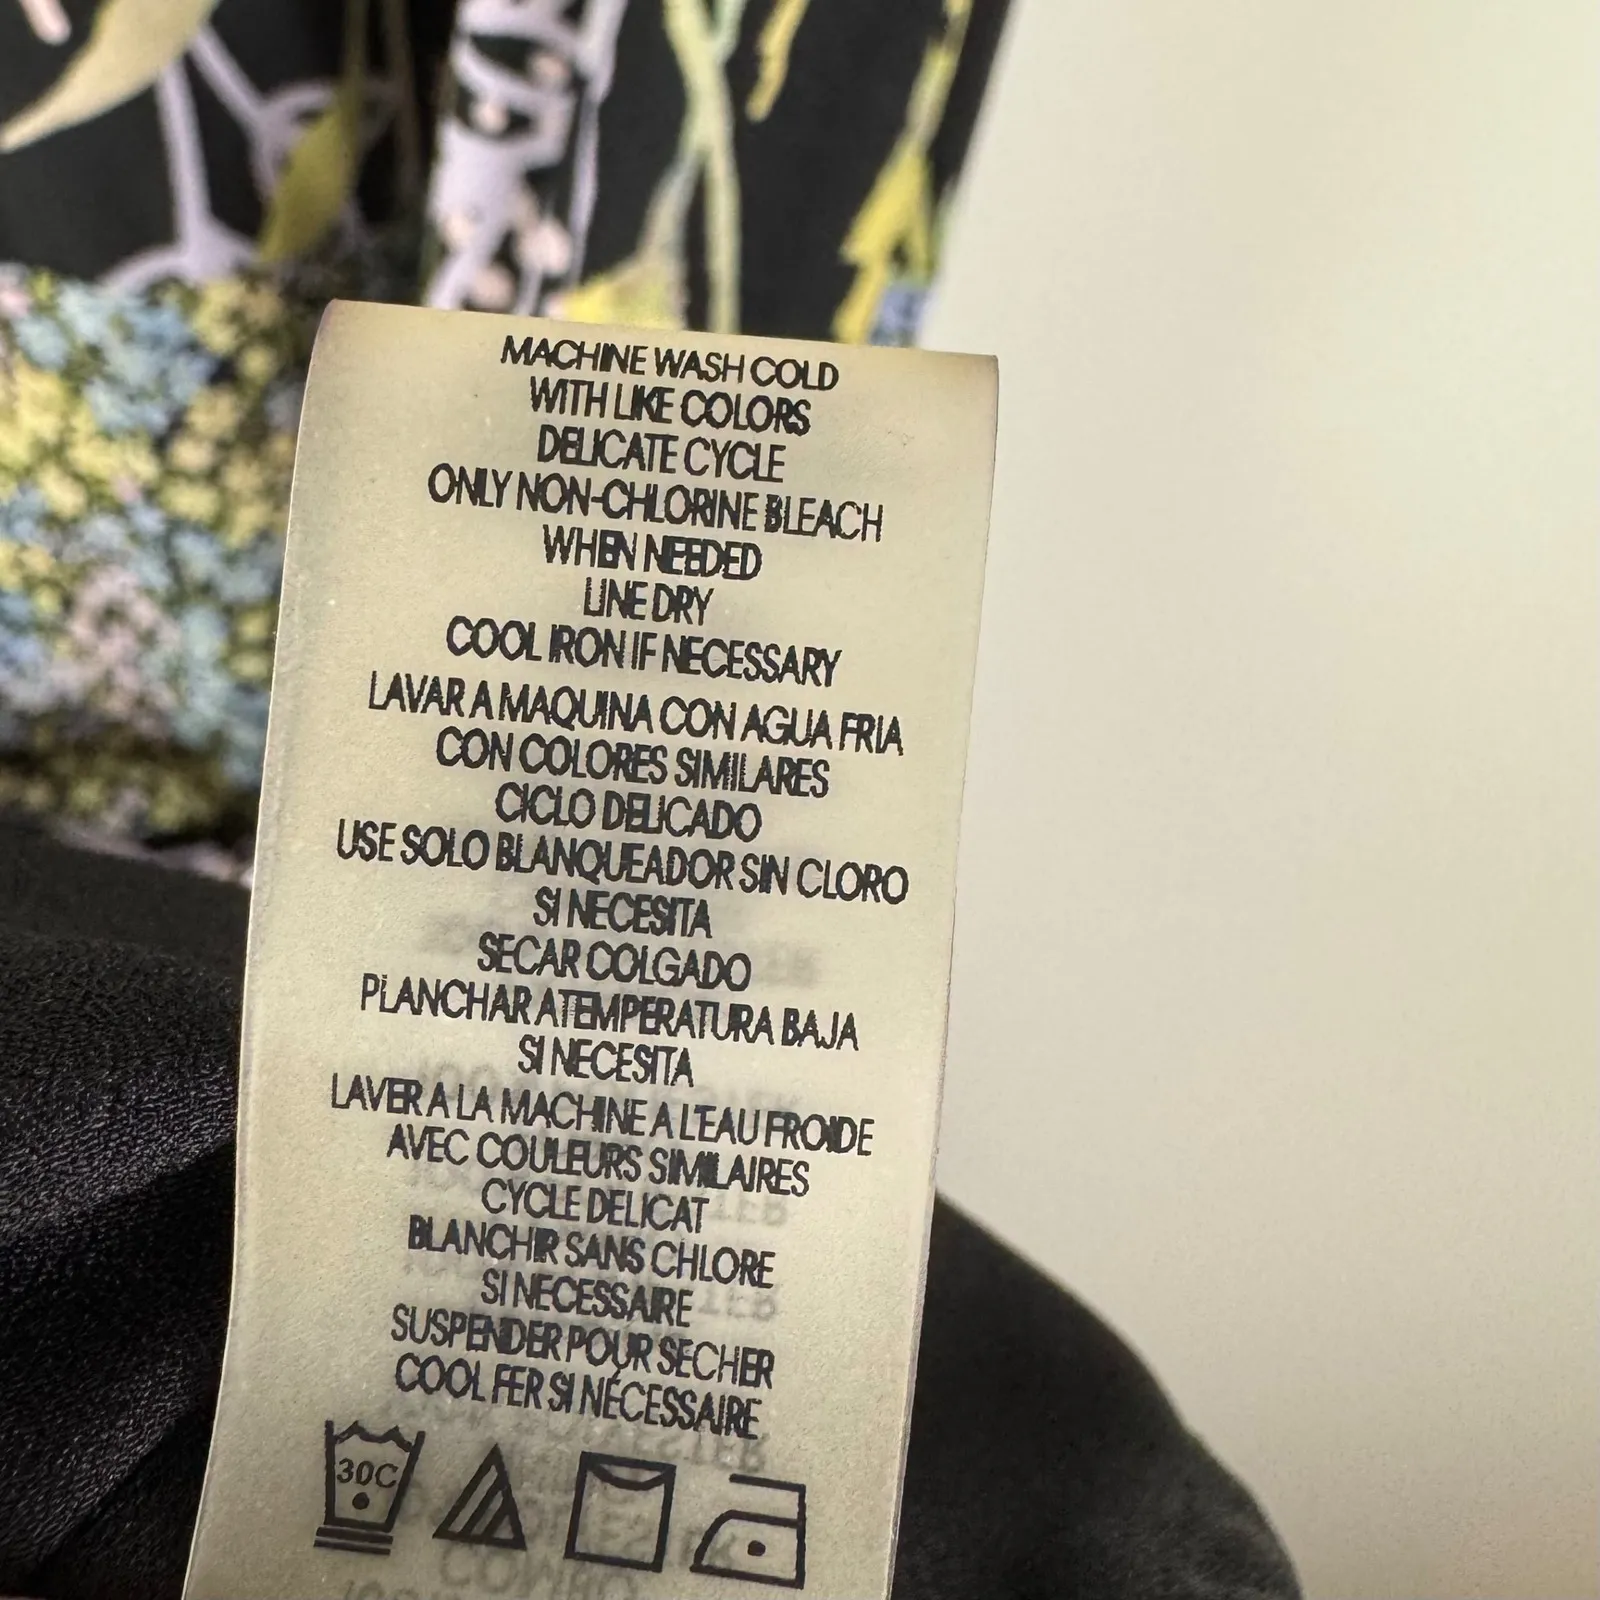 MACHINE WASH COLD
WITH LIKE COLORS
DELICATE CYCLE
ONLY NON-CHLORINE BLEACH
WHEN NEEDED
LINE DRY
COOL IRON IF NECESSARY
LAVAR A MAQUINA CON AGUA FRIA
CON COLORES SIMILARES
CICLO DELICADO
USE SOLO BLANQUEADOR SIN CLORO
SI NECESITA
SECAR COLGADO
PLANCHAR A TEMPERATURA BAJA
SI NECESITA
LAVER A LA MACHINE A L'EAU FROIDE
AVEC COULEURS SIMILAIRES
CYCLE DELICAT
BLANCHIR SANS CHLORE
SI NECESSAIRE
SUSPENDER POUR SECHER
COOL FER SI NÉCESSAIRE
30C